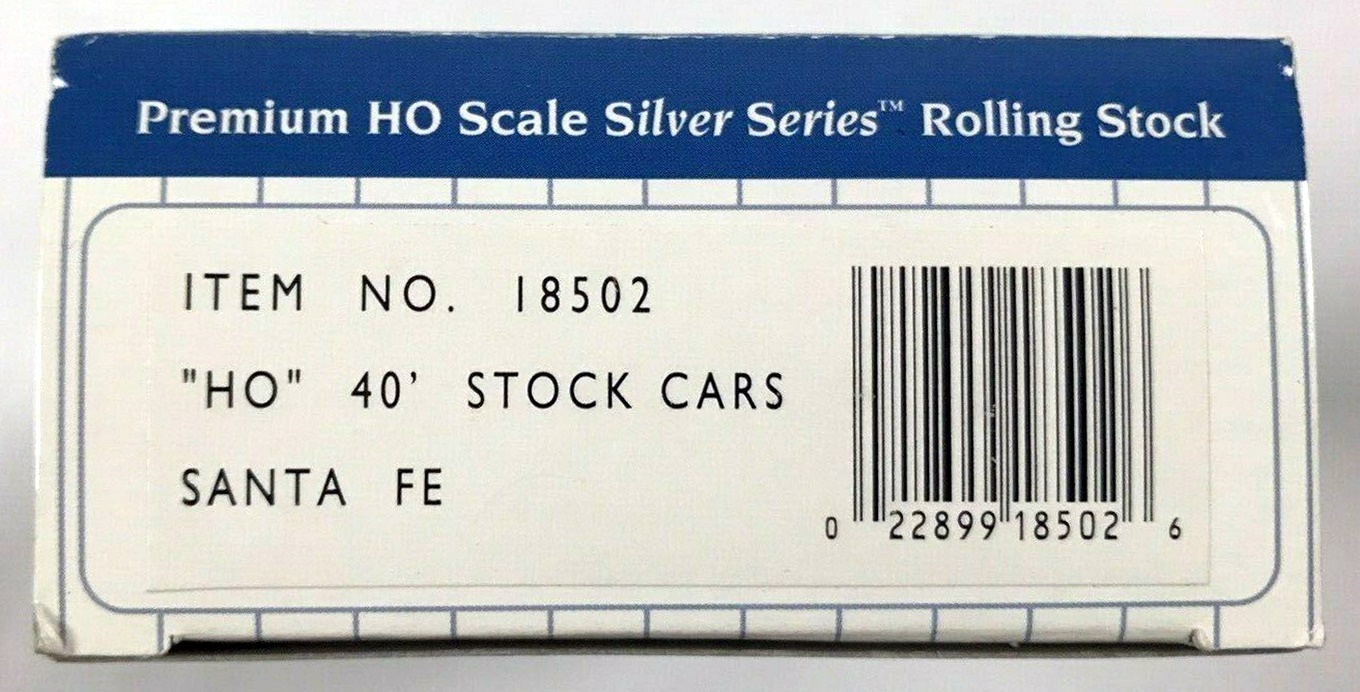 Premium HO Scale Silver Series™ Rolling Stock
ITEM NO. 18502
"HO" 40' STOCK CARS
SANTA FE
0 22899 18502 6